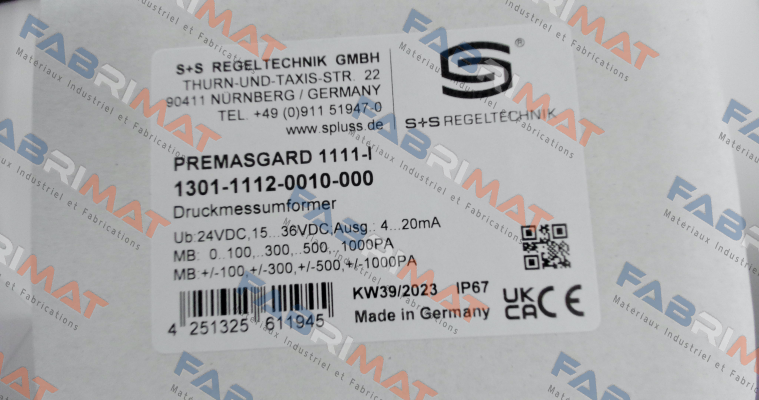 S+S REGELTECHNIK GMBH
THURN-UND-TAXIS-STR. 22
90411 NÜRNBERG / GERMANY
TEL. +49 (0)911 51947-0
www.spluss.de
S+S REGELTECHNIK
®
PREMASGARD 1111-I
1301-1112-0010-000
Druckmessumformer
Ub:24VDC,15...36VDC,Ausg.: 4...20mA
MB: 0...100,..300,..500,..1000PA
MB:+/-100,+/-300,+/-500,+/-1000PA
KW39/2023 IP67
Made in Germany
UK
CA
CE
4 251325 611945
FABRIMAT
Materiaux Industriel et Fabrications